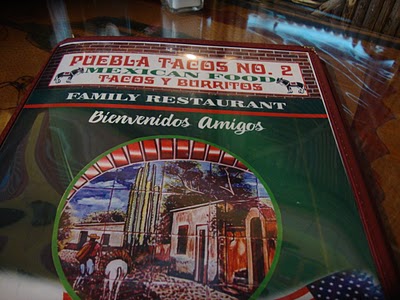 PUEBLA TACOS NO. 2
MEXICAN FOOD
TACOS Y BURRITOS
FAMILY RESTAURANT
Bienvenidos Amigos